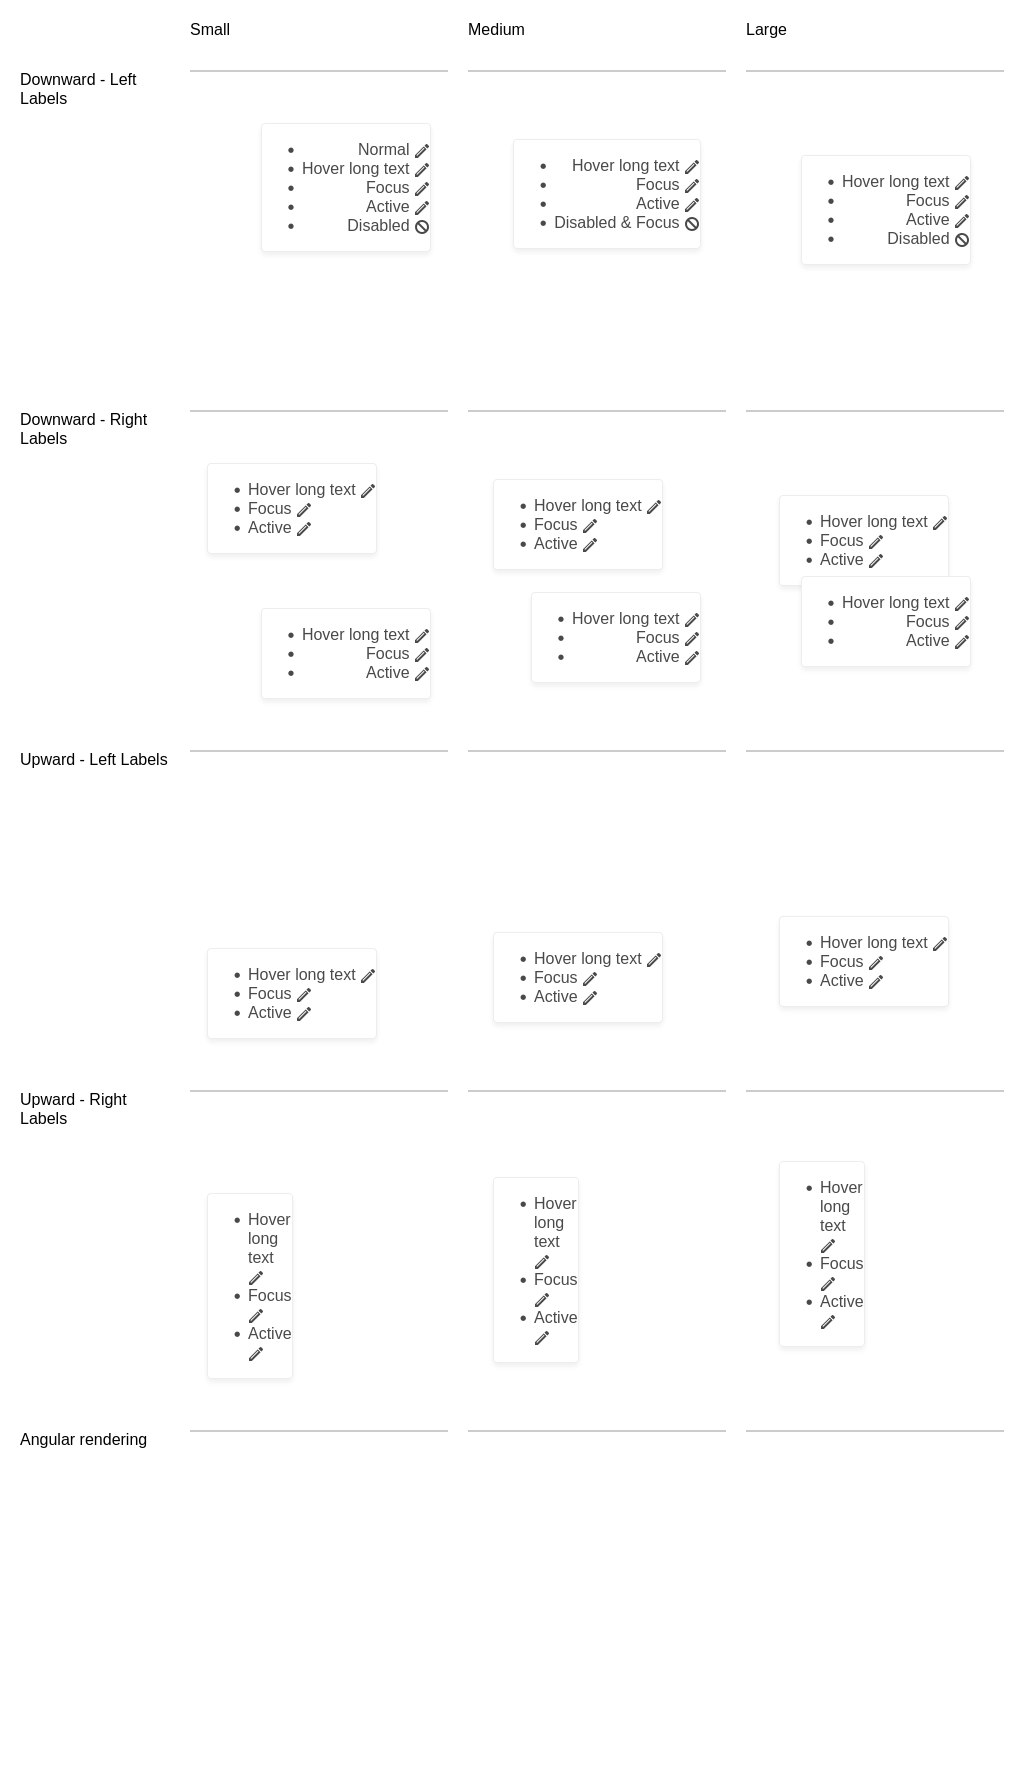 Small
Medium
Large
Downward - Left
Labels
Normal
Hover long text
Focus
Active
Disabled
Hover long text
Focus
Active
Disabled & Focus
Hover long text
Focus
Active
Disabled
Downward - Right
Labels
Hover long text
Focus
Active
Hover long text
Focus
Active
Hover long text
Focus
Active
Hover long text
Focus
Active
Hover long text
Focus
Active
Hover long text
Focus
Active
Upward - Left Labels
Hover long text
Focus
Active
Hover long text
Focus
Active
Hover long text
Focus
Active
Upward - Right
Labels
Hover
long
text
Focus
Active
Hover
long
text
Focus
Active
Hover
long
text
Focus
Active
Angular rendering